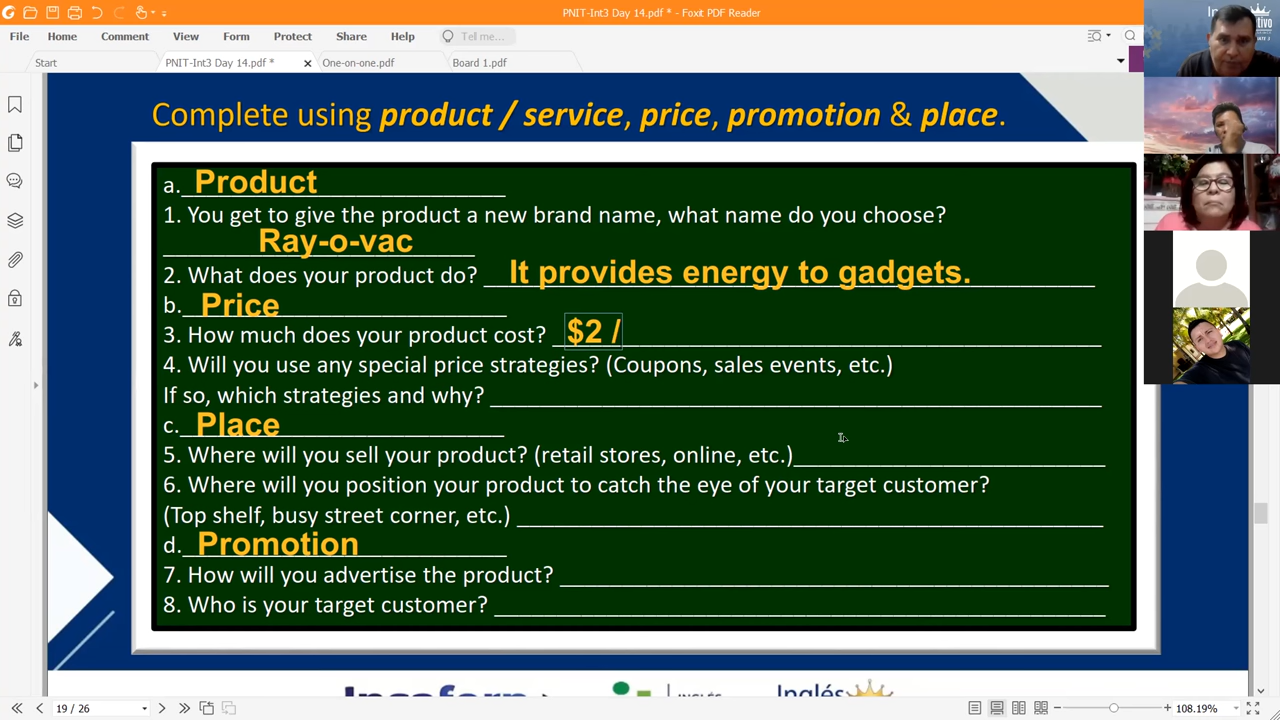 PNIT-Int3 Day 14.pdf * - Foxit PDF Reader
File Home Comment View Form Protect Share Help Tell me...
Start PNIT-Int3 Day 14.pdf * One-on-one.pdf Board 1.pdf
Complete using product / service, price, promotion & place.
a. Product
1. You get to give the product a new brand name, what name do you choose?
Ray-o-vac
2. What does your product do? It provides energy to gadgets.
b. Price
3. How much does your product cost? $2 /
4. Will you use any special price strategies? (Coupons, sales events, etc.)
If so, which strategies and why?
c. Place
5. Where will you sell your product? (retail stores, online, etc.)
6. Where will you position your product to catch the eye of your target customer?
(Top shelf, busy street corner, etc.)
d. Promotion
7. How will you advertise the product?
8. Who is your target customer?
19 / 26
108.19%